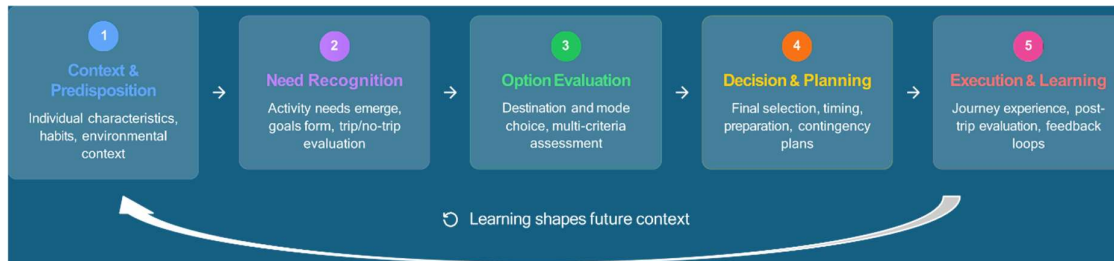 1
Context &
Predisposition
Individual characteristics,
habits, environmental
context
2
Need Recognition
Activity needs emerge,
goals form, trip/no-trip
evaluation
3
Option Evaluation
Destination and mode
choice, multi-criteria
assessment
4
Decision & Planning
Final selection, timing,
preparation, contingency
plans
5
Execution & Learning
Journey experience, post-
trip evaluation, feedback
loops
Learning shapes future context